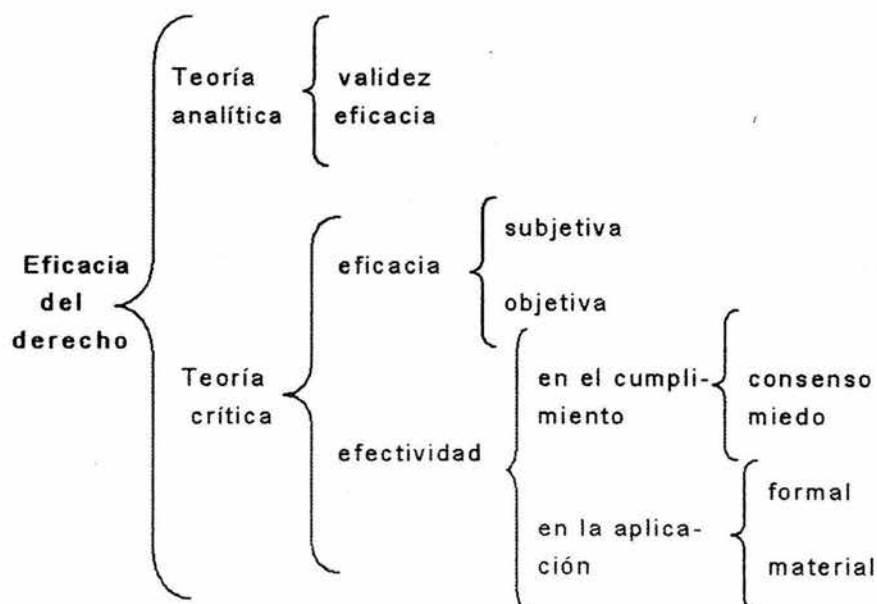 Teoría
analítica
validez
eficacia
Eficacia
del
derecho
Teoría
crítica
eficacia
subjetiva
objetiva
efectividad
en el cumpli-
miento
consenso
miedo
en la aplica-
ción
formal
material